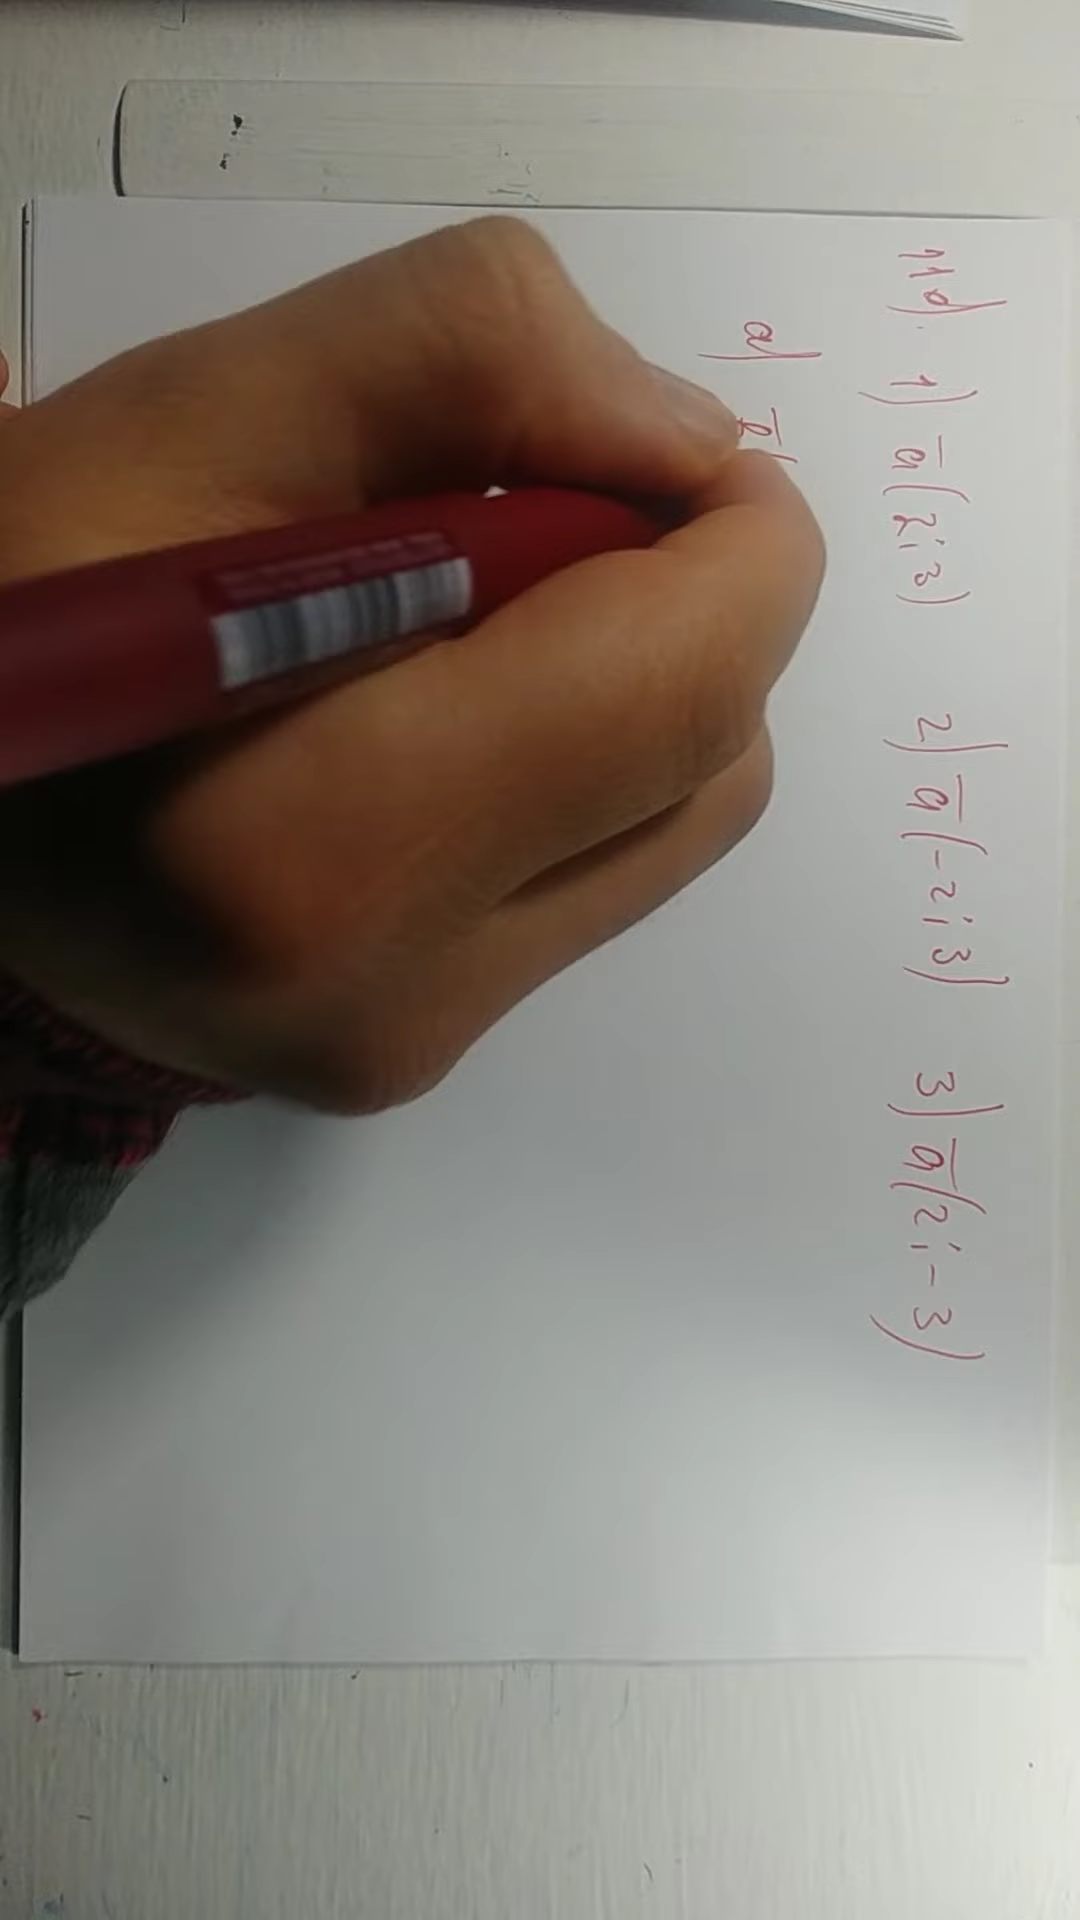 11d. 1) a̅(2;3) 2) a̅(-2;3) 3) a̅(2;-3)
a) b̅(